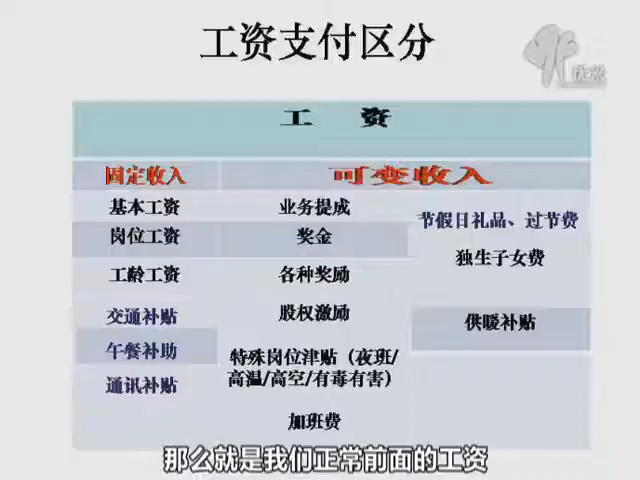 工资支付区分
优米
工 资
固定收入 可变收入
基本工资 业务提成 节假日礼品、过节费
岗位工资 奖金
工龄工资 各种奖励 独生子女费
交通补贴 股权激励 供暖补贴
午餐补助 特殊岗位津贴（夜班/
通讯补贴 高温/高空/有毒有害）
加班费
那么就是我们正常前面的工资